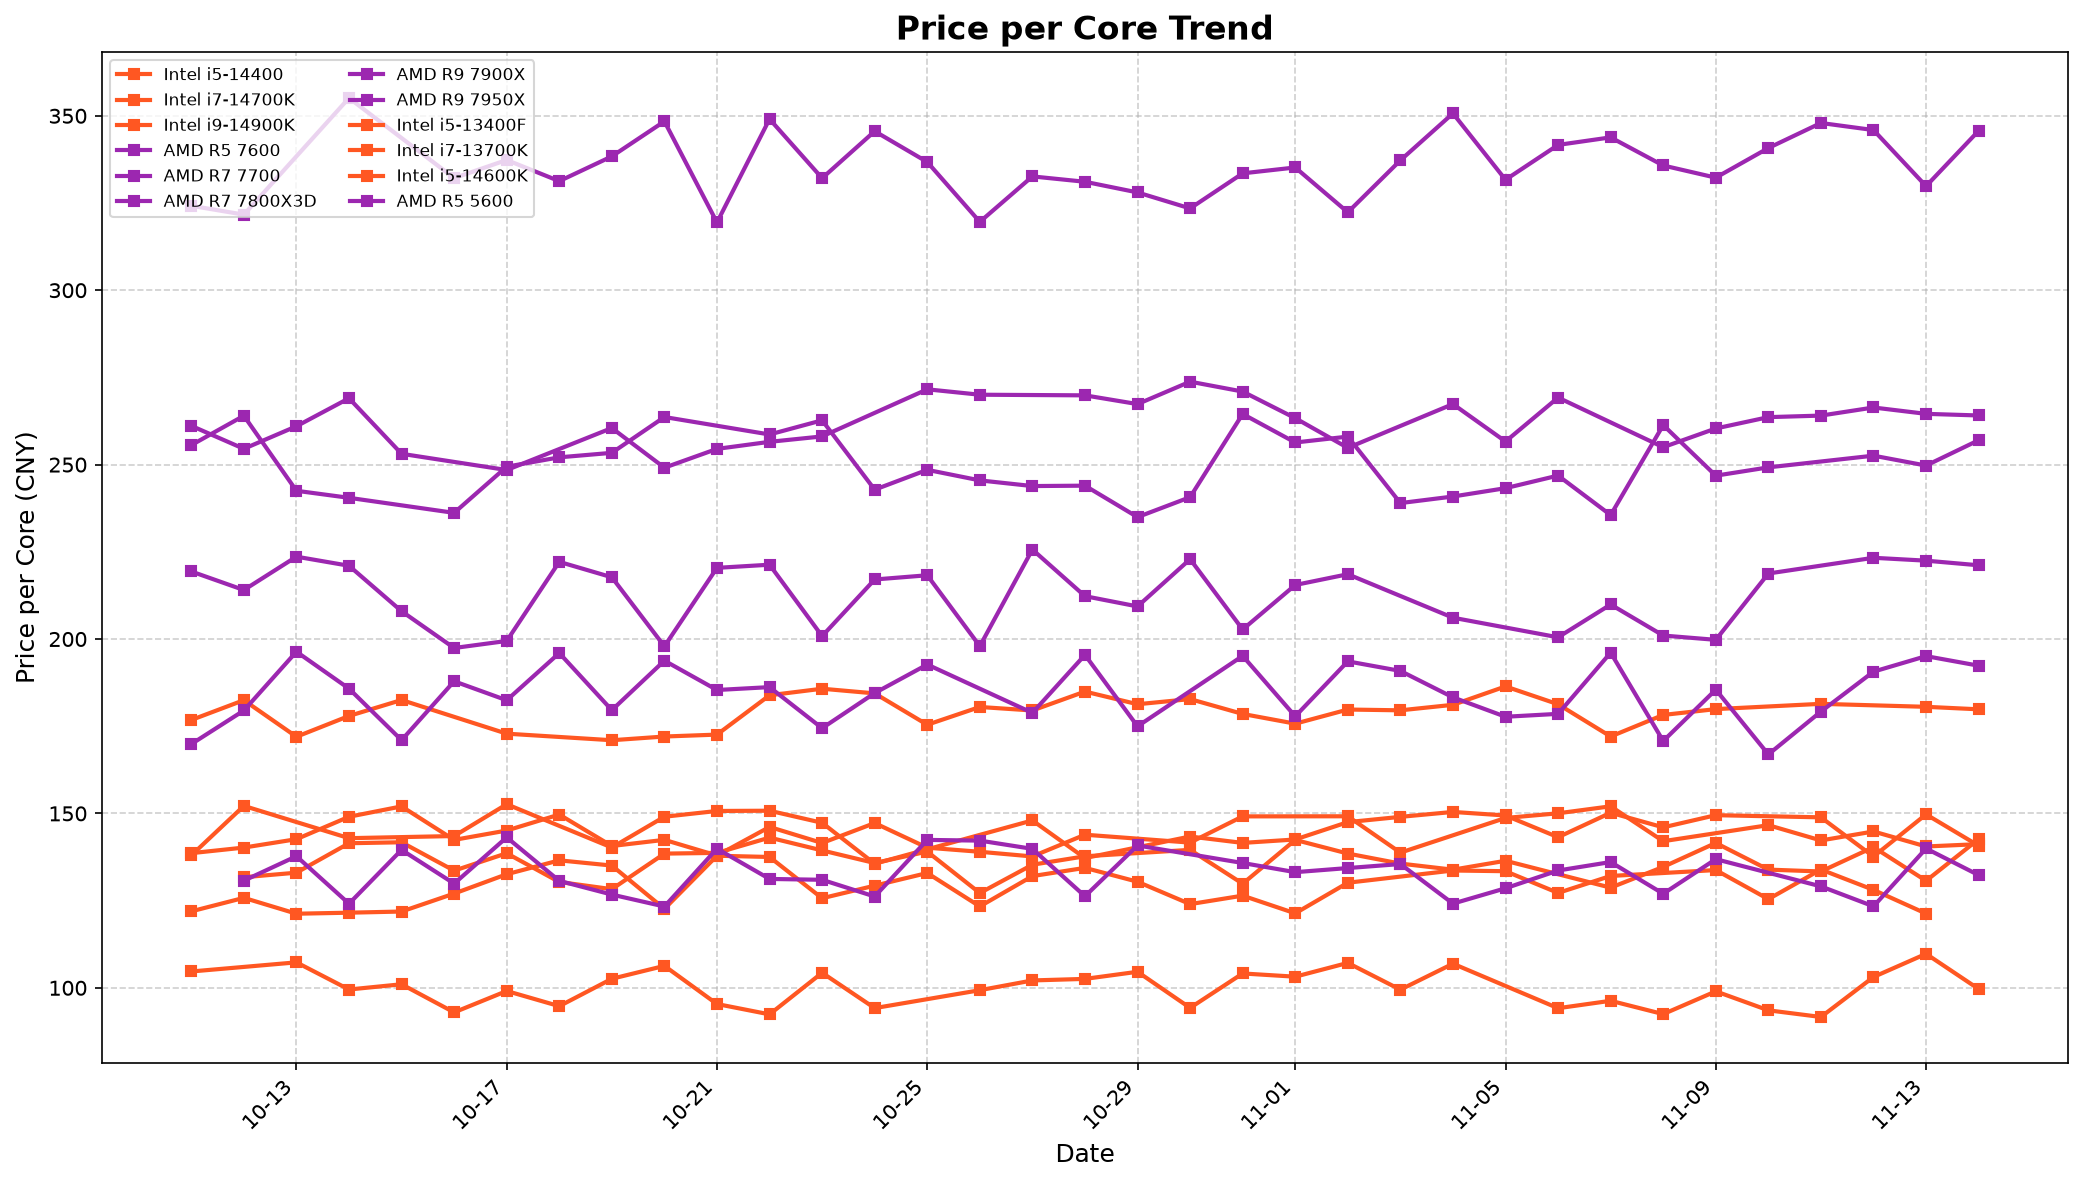 Price per Core Trend
Intel i5-14400
Intel i7-14700K
Intel i9-14900K
AMD R5 7600
AMD R7 7700
AMD R7 7800X3D
AMD R9 7900X
AMD R9 7950X
Intel i5-13400F
Intel i7-13700K
Intel i5-14600K
AMD R5 5600
Price per Core (CNY)
350
300
250
200
150
100
10-13
10-17
10-21
10-25
10-29
11-01
11-05
11-09
11-13
Date